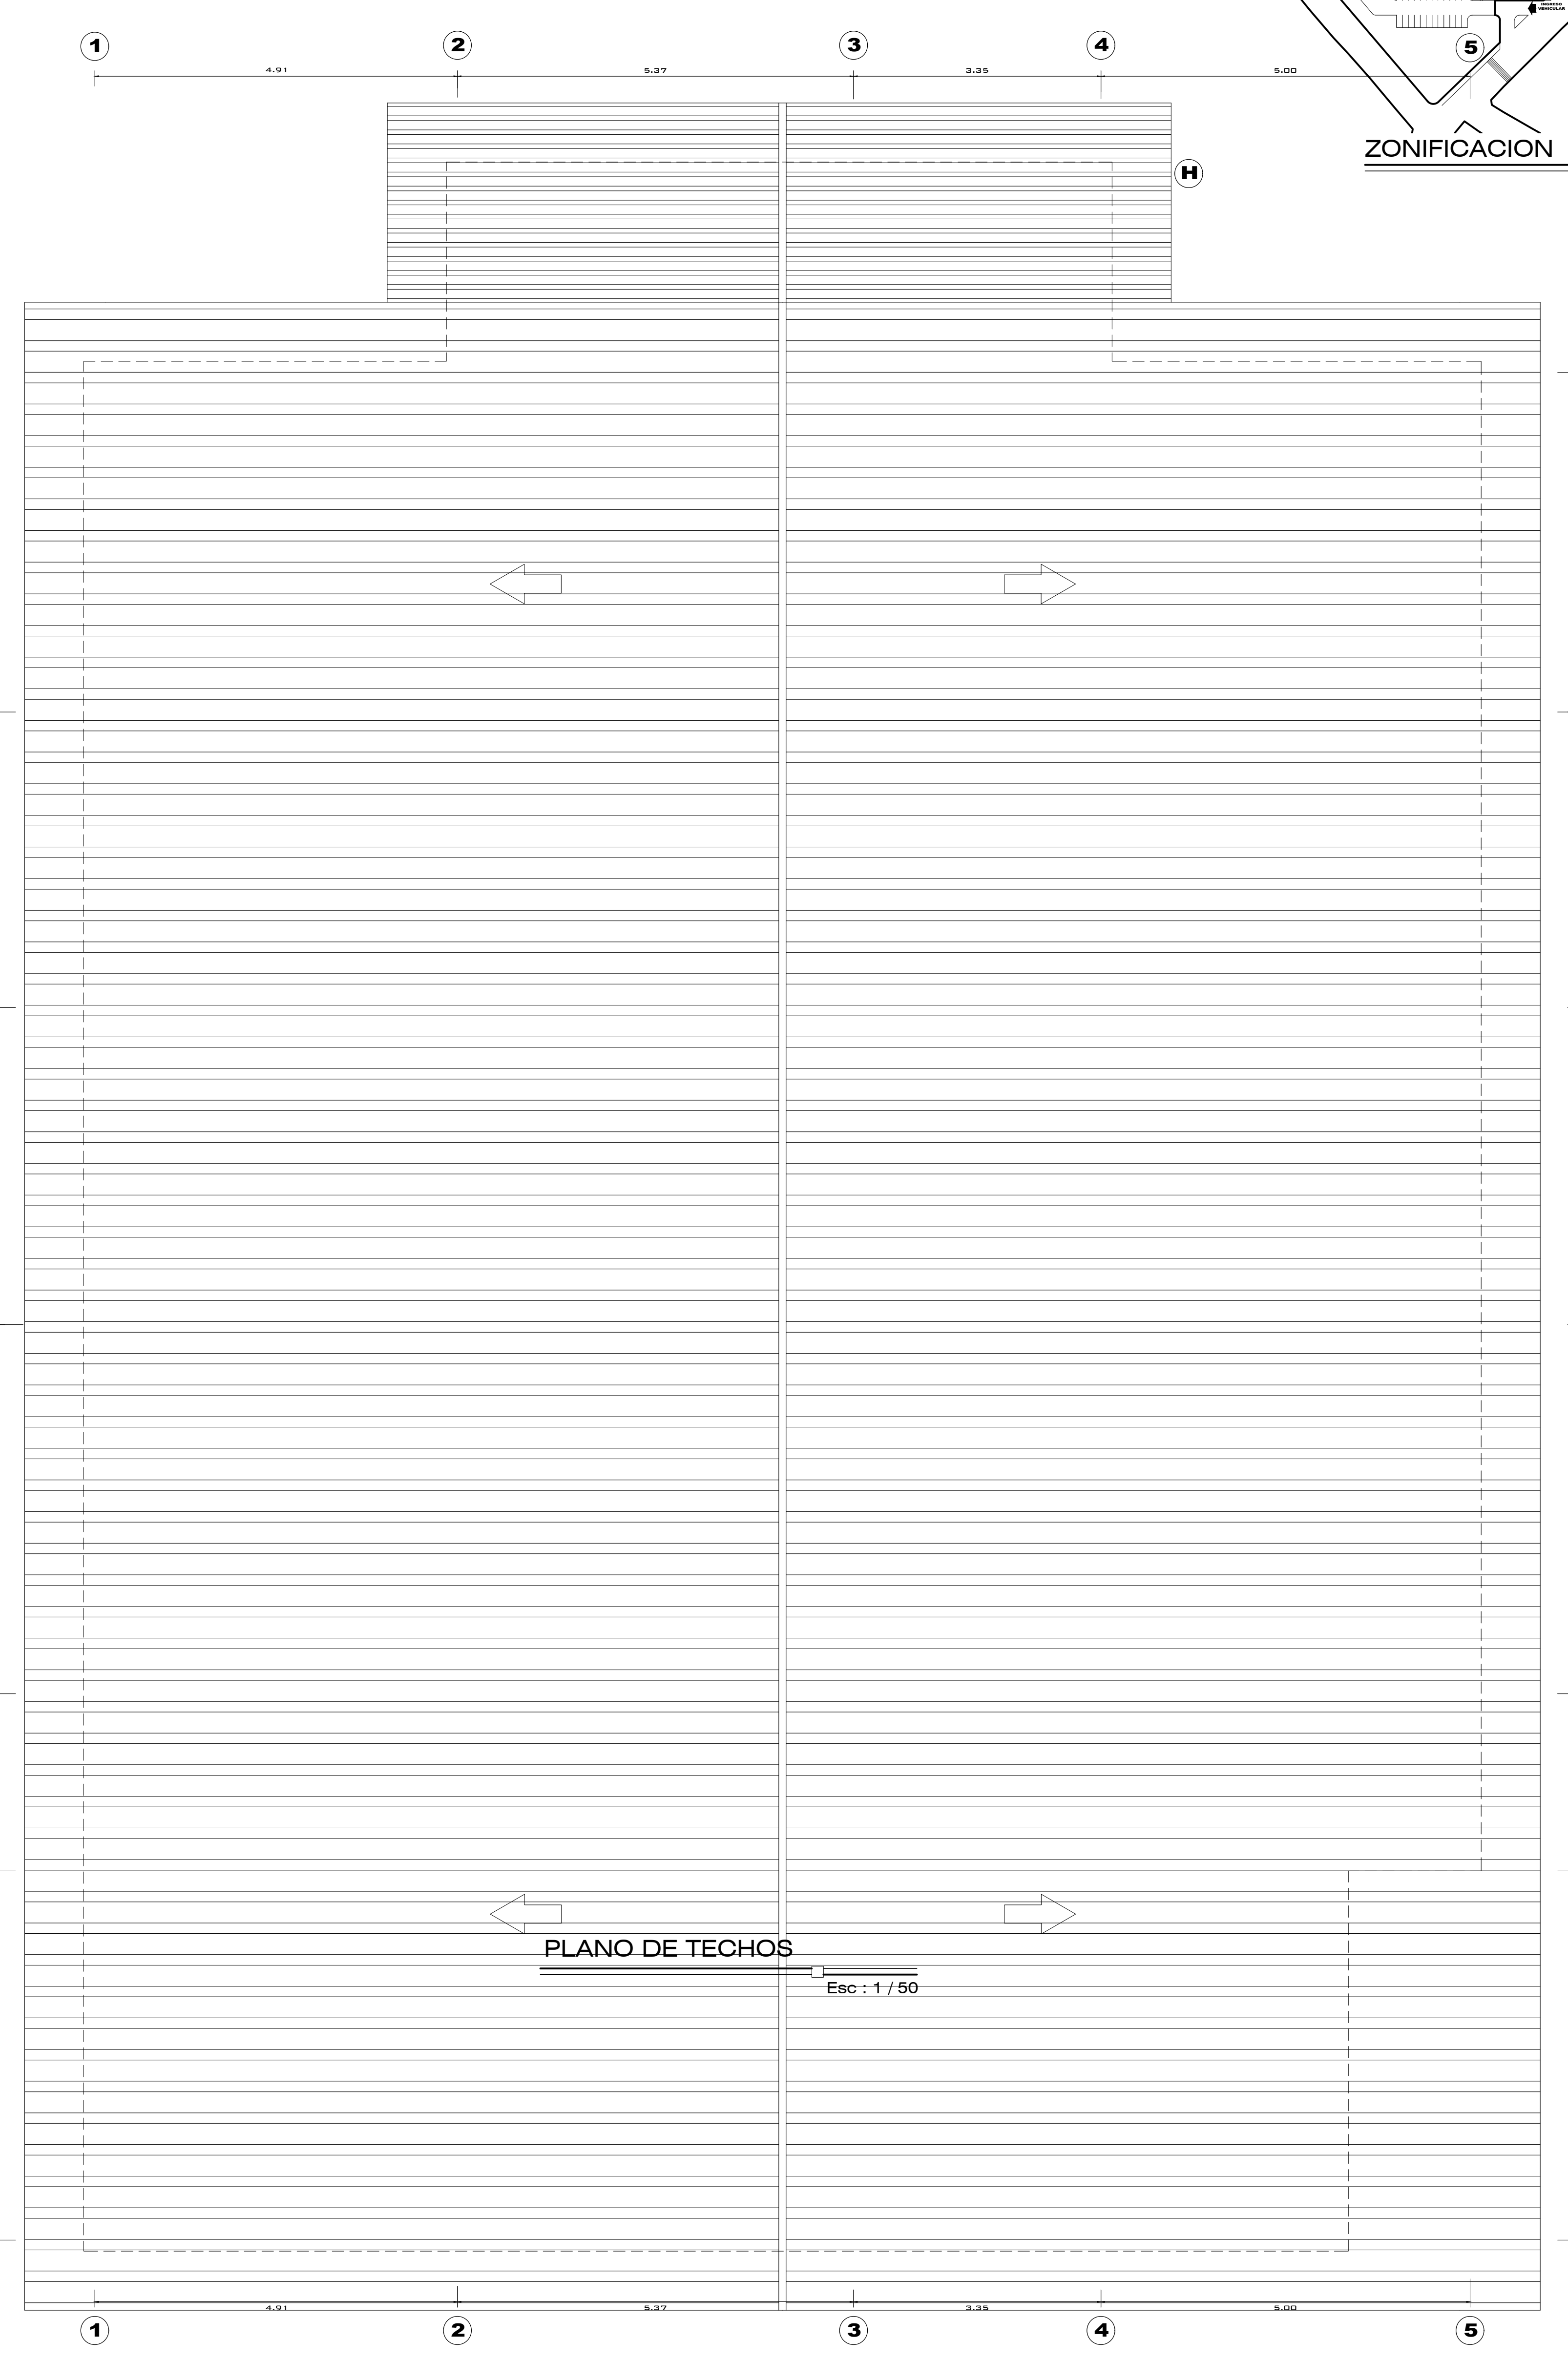 INGRESO
VEHICULAR
1 2 3 4 5
4.91 5.37 3.35 5.00
ZONIFICACION
H
PLANO DE TECHOS
Esc : 1 / 50
4.91 5.37 3.35 5.00
1 2 3 4 5